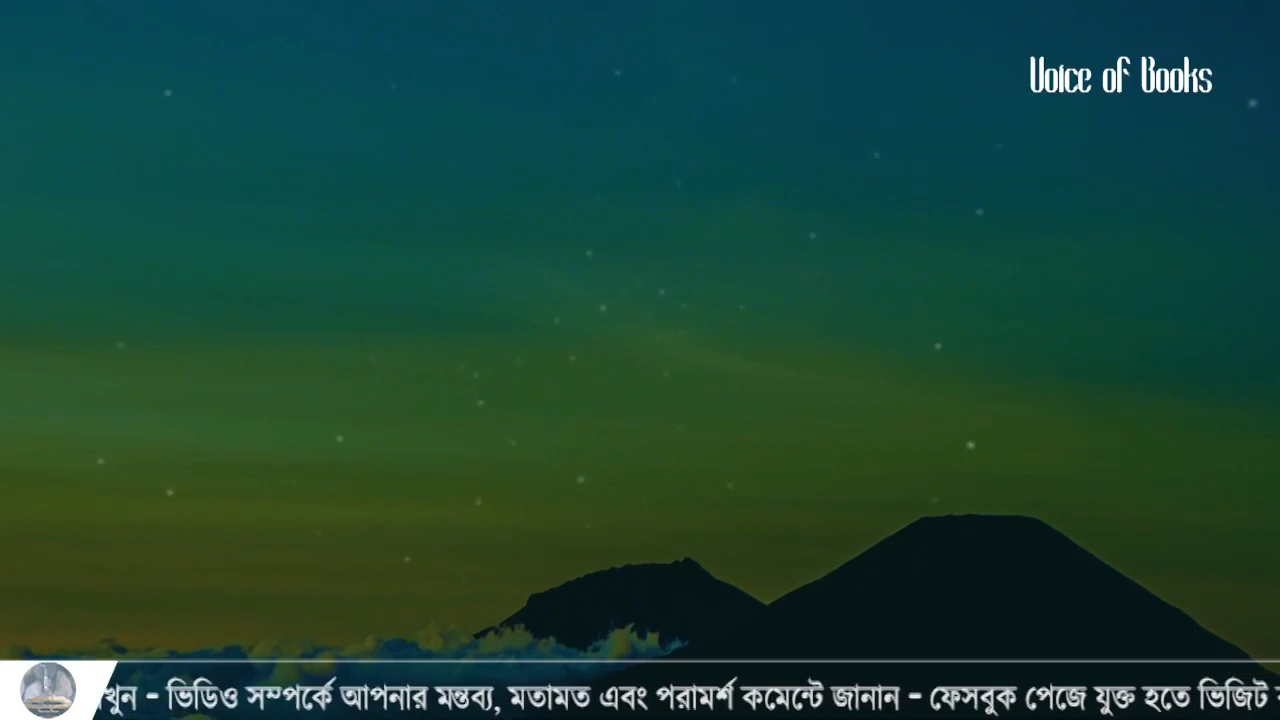 Voice of Books
ভিডিও সম্পর্কে আপনার মন্তব্য, মতামত এবং পরামর্শ কমেন্টে জানান - ফেসবুক পেজে যুক্ত হতে ভিজিট